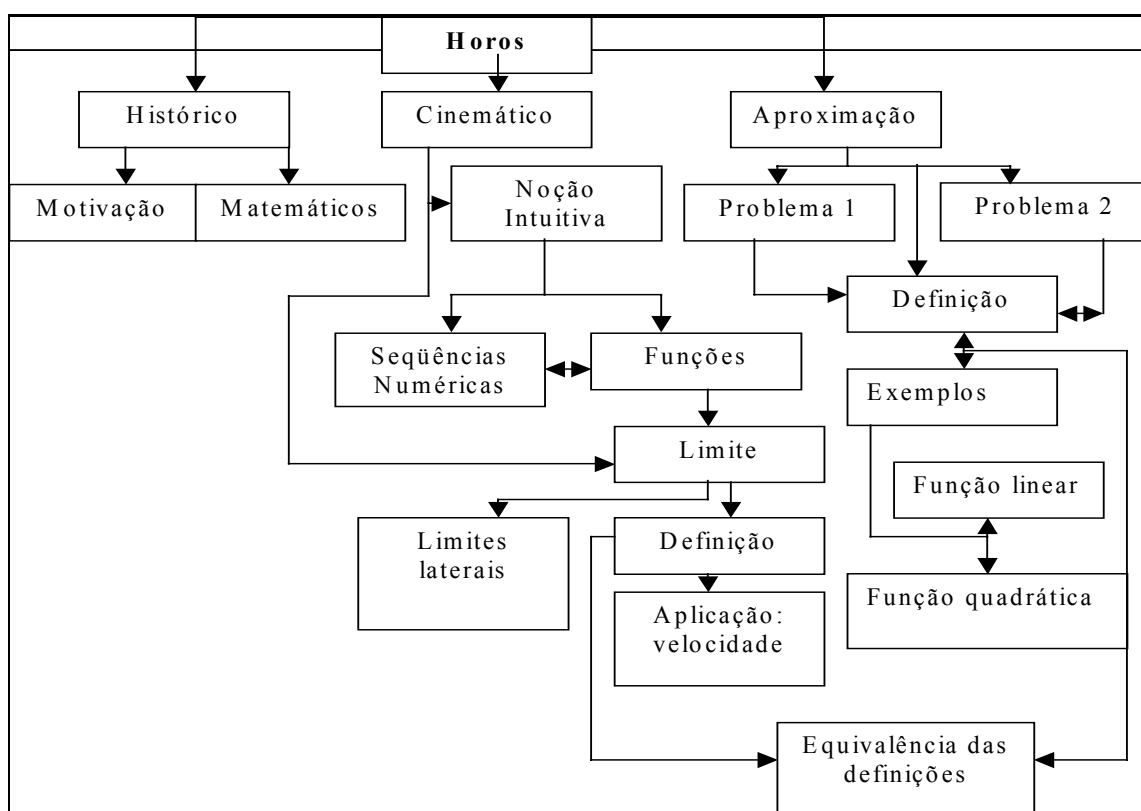 Horos
Histórico
Cinemático
Aproximação
Motivação
Matemáticos
Noção
Intuitiva
Problema 1
Problema 2
Definição
Seqüências
Numéricas
Funções
Exemplos
Limite
Função linear
Limites
laterais
Definição
Função quadrática
Aplicação:
velocidade
Equivalência das
definições